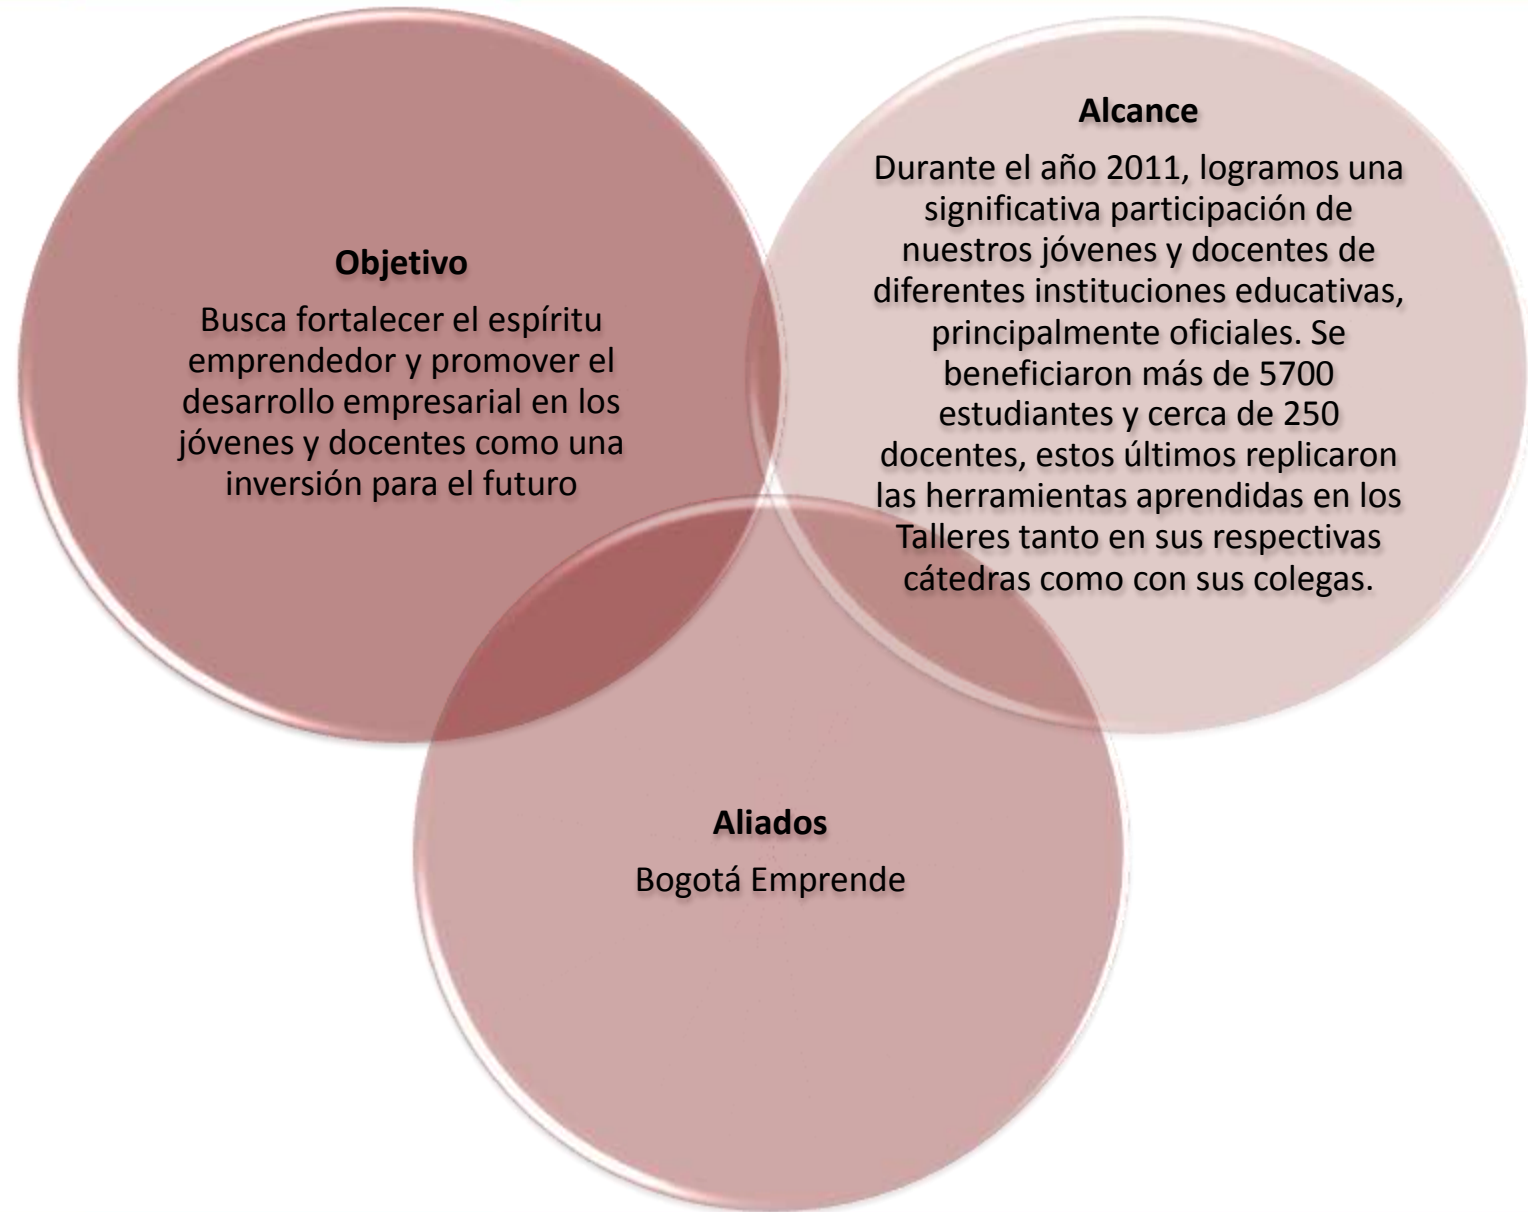 Objetivo
Busca fortalecer el espíritu
emprendedor y promover el
desarrollo empresarial en los
jóvenes y docentes como una
inversión para el futuro
Alcance
Durante el año 2011, logramos una
significativa participación de
nuestros jóvenes y docentes de
diferentes instituciones educativas,
principalmente oficiales. Se
beneficiaron más de 5700
estudiantes y cerca de 250
docentes, estos últimos replicaron
las herramientas aprendidas en los
Talleres tanto en sus respectivas
cátedras como con sus colegas.
Aliados
Bogotá Emprende